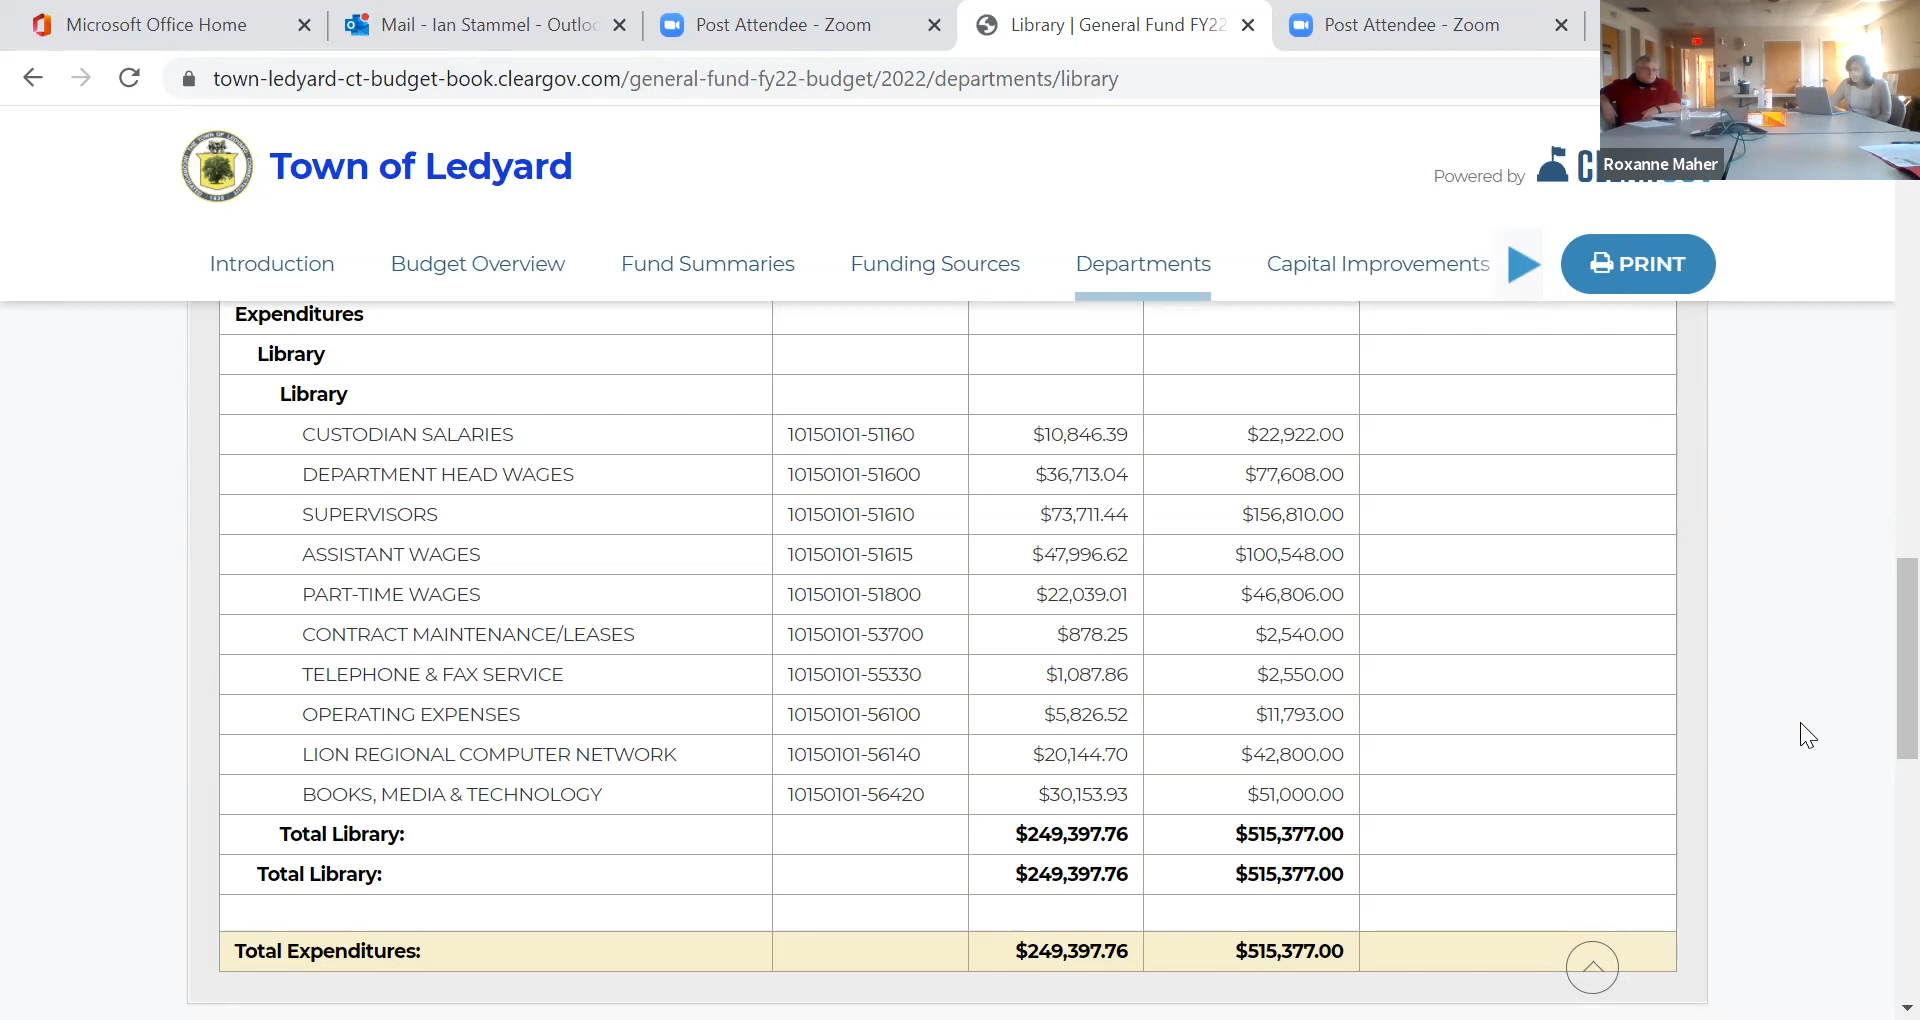 Microsoft Office Home
Mail - Ian Stammel - Outloo
Post Attendee - Zoom
Library | General Fund FY22
Post Attendee - Zoom
town-ledyard-ct-budget-book.cleargov.com/general-fund-fy22-budget/2022/departments/library
Town of Ledyard
Powered by
Roxanne Maher
Introduction Budget Overview Fund Summaries Funding Sources Departments Capital Improvements PRINT
Expenditures
Library
Library
CUSTODIAN SALARIES 10150101-51160 $10,846.39 $22,922.00
DEPARTMENT HEAD WAGES 10150101-51600 $36,713.04 $77,608.00
SUPERVISORS 10150101-51610 $73,711.44 $156,810.00
ASSISTANT WAGES 10150101-51615 $47,996.62 $100,548.00
PART-TIME WAGES 10150101-51800 $22,039.01 $46,806.00
CONTRACT MAINTENANCE/LEASES 10150101-53700 $878.25 $2,540.00
TELEPHONE & FAX SERVICE 10150101-55330 $1,087.86 $2,550.00
OPERATING EXPENSES 10150101-56100 $5,826.52 $11,793.00
LION REGIONAL COMPUTER NETWORK 10150101-56140 $20,144.70 $42,800.00
BOOKS, MEDIA & TECHNOLOGY 10150101-56420 $30,153.93 $51,000.00
Total Library: $249,397.76 $515,377.00
Total Library: $249,397.76 $515,377.00
Total Expenditures: $249,397.76 $515,377.00